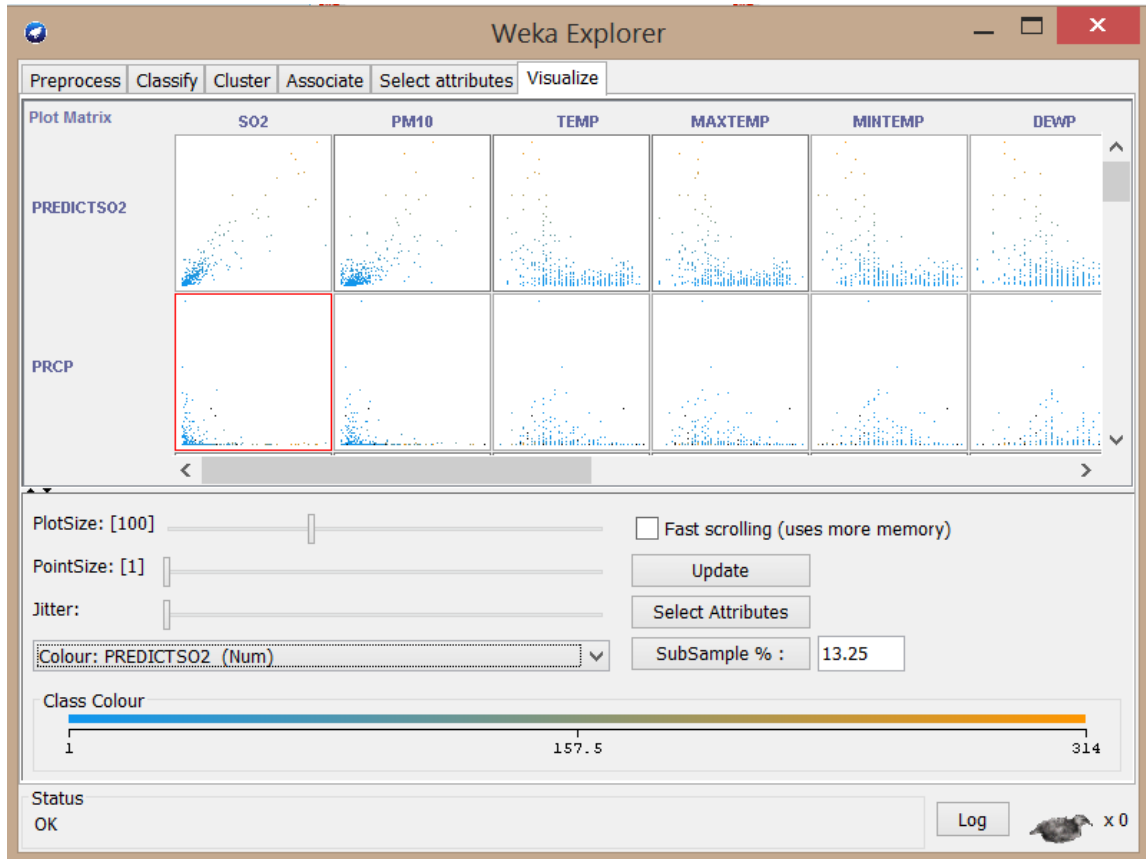 Weka Explorer
Preprocess Classify Cluster Associate Select attributes Visualize
Plot Matrix SO2 PM10 TEMP MAXTEMP MINTEMP DEWP
PREDICTSO2
PRCP
PlotSize: [100]
Fast scrolling (uses more memory)
PointSize: [1]
Update
Jitter:
Select Attributes
Colour: PREDICTSO2 (Num)
SubSample % : 13.25
Class Colour
1 157.5 314
Status
OK
Log
x 0